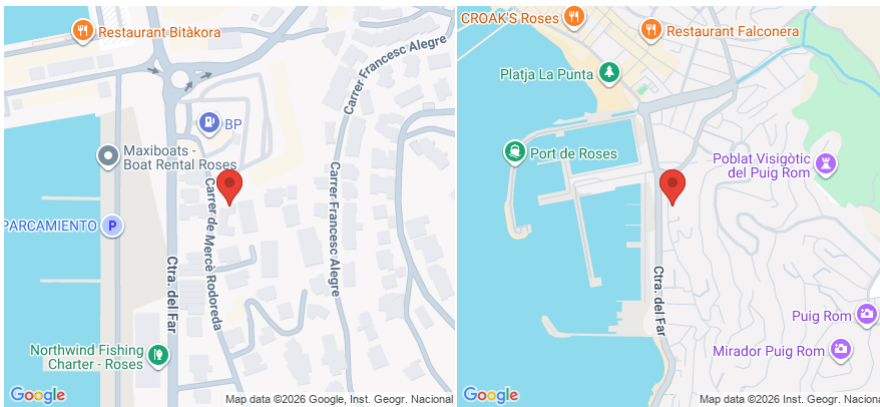 Restaurant Bitàkora
Carrer Francesc Alegre
BP
Maxiboats -
Boat Rental Roses
Carrer de Mercè Rodoreda
Carrer Francesc Alegre
PARCAMIENTO
P
Ctra. del Far
Northwind Fishing
Charter - Roses
Google
Map data ©2026 Google, Inst. Geogr. Nacional
CROAK'S Roses
Restaurant Falconera
Platja La Punta
Port de Roses
Poblat Visigòtic
del Puig Rom
Ctra. del Far
Puig Rom
Mirador Puig Rom
Google
Map data ©2026 Inst. Geogr. Nacional